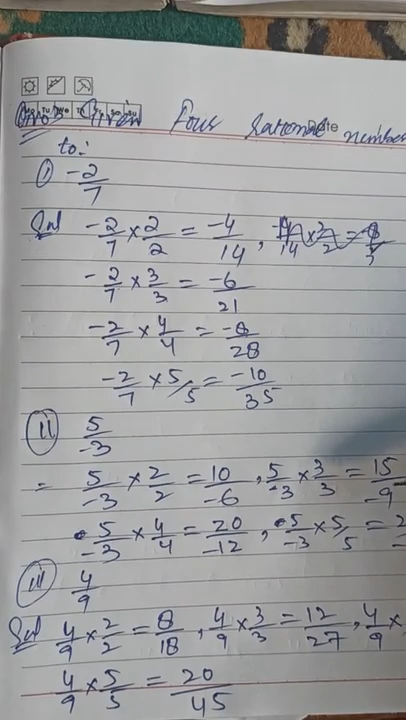 Given Four rational number
to:
(i) -2/7
Sol -2/7 × 2/2 = -4/14,
-2/7 × 3/3 = -6/21
-2/7 × 4/4 = -8/28
-2/7 × 5/5 = -10/35
(ii) 5/-3
= 5/-3 × 2/2 = 10/-6, 5/-3 × 3/3 = 15/-9
5/-3 × 4/4 = 20/-12, 5/-3 × 5/5 =
(iii) 4/9
Sol 4/9 × 2/2 = 8/18, 4/9 × 3/3 = 12/27, 4/9 ×
4/9 × 5/5 = 20/45